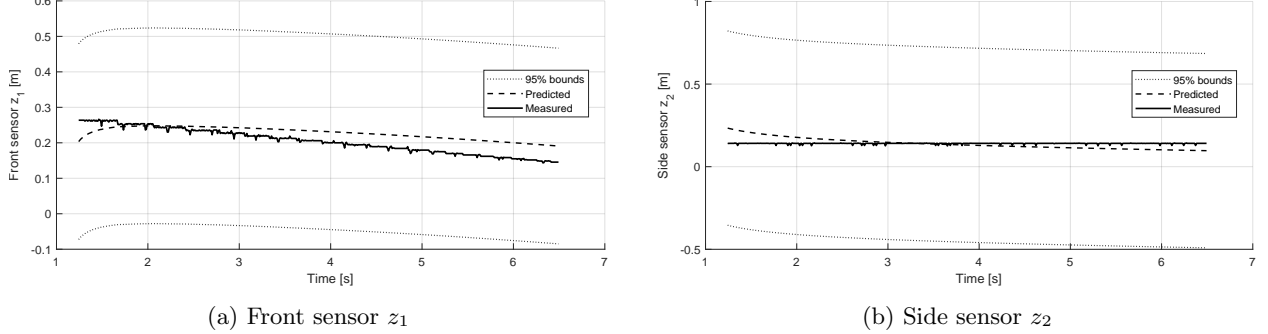 0.6
0.5
0.4
0.3
0.2
0.1
0
-0.1
Front sensor z1 [m]
95% bounds
Predicted
Measured
1 2 3 4 5 6 7
Time [s]
(a) Front sensor z1
1
0.5
0
-0.5
Side sensor z2 [m]
95% bounds
Predicted
Measured
1 2 3 4 5 6 7
Time [s]
(b) Side sensor z2